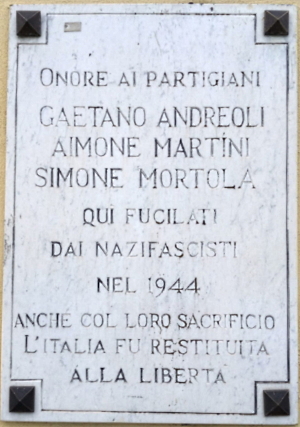 ONORE AI PARTIGIANI
GAETANO ANDREOLI
AIMONE MARTINI
SIMONE MORTOLA
QUI FUCILATI
DAI NAZIFASCISTI
NEL 1944
ANCHE COL LORO SACRIFICIO
L'ITALIA FU RESTITUITA
ALLA LIBERTÀ